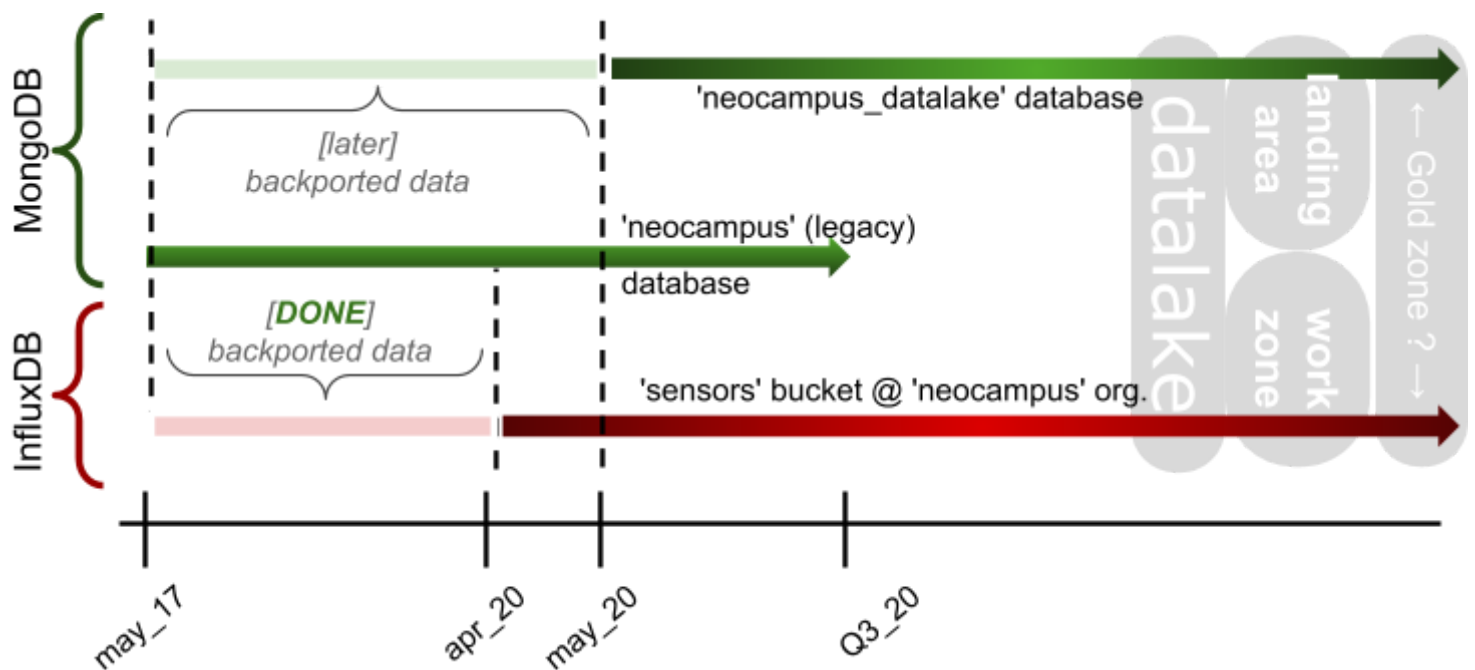 MongoDB
'neocampus_datalake' database
[later]
backported data
'neocampus' (legacy)
database
InfluxDB
[DONE]
backported data
'sensors' bucket @ 'neocampus' org.
datalake
landing
area
work
zone
← Gold zone ? →
may_17
apr_20
may_20
Q3_20